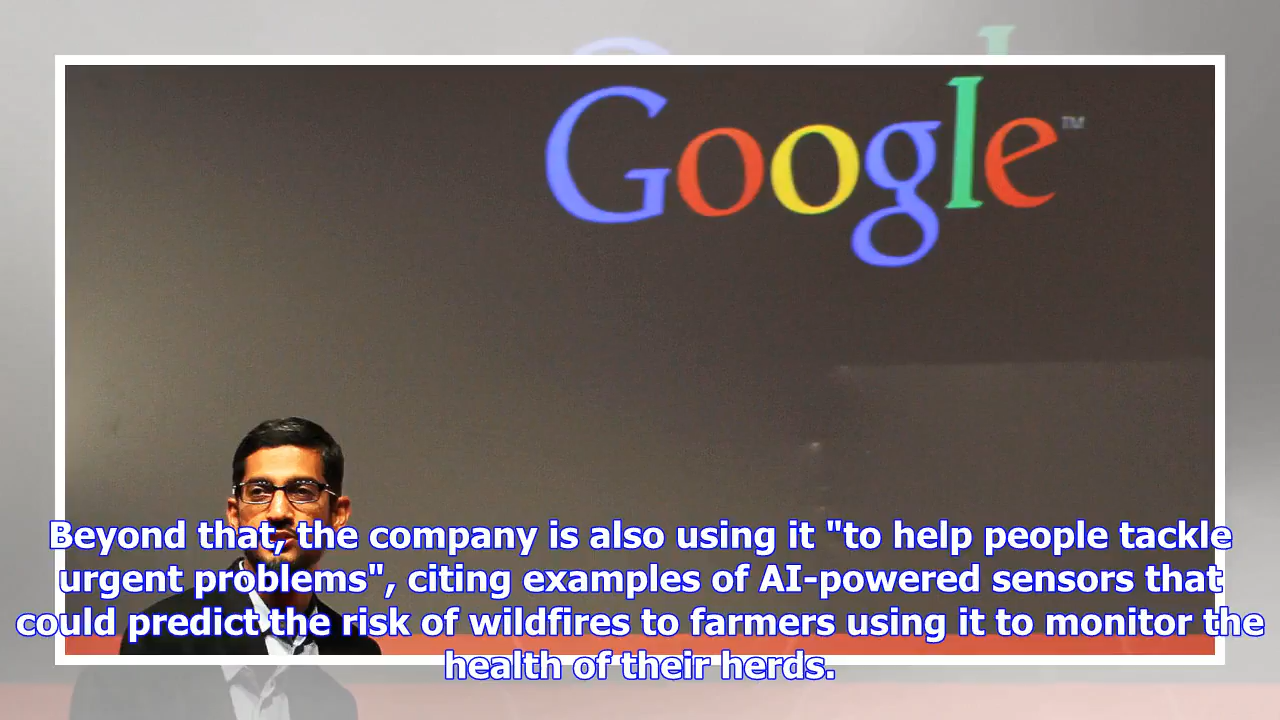 Google™
Beyond that, the company is also using it "to help people tackle
urgent problems", citing examples of AI-powered sensors that
could predict the risk of wildfires to farmers using it to monitor the
health of their herds.